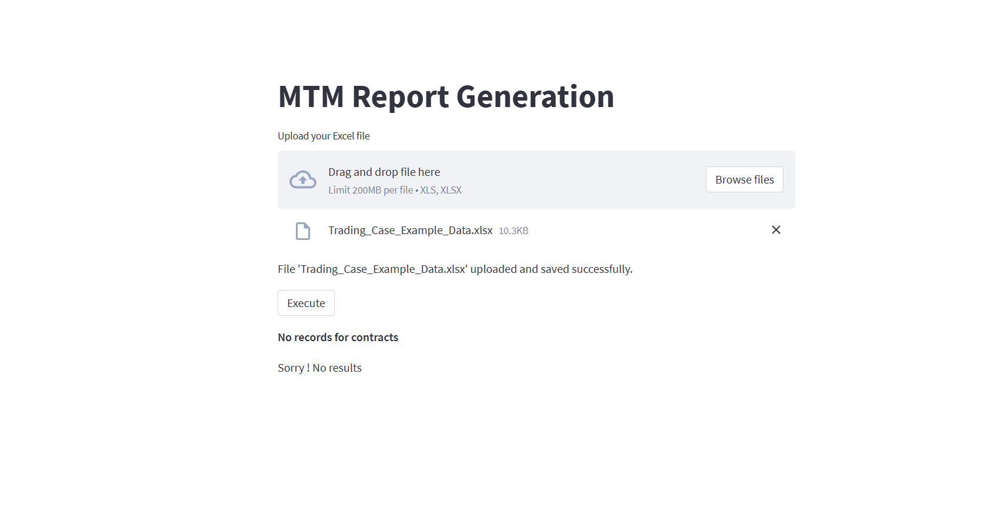 MTM Report Generation
Upload your Excel file
Drag and drop file here
Limit 200MB per file • XLS, XLSX
Browse files
Trading_Case_Example_Data.xlsx 10.3KB
File 'Trading_Case_Example_Data.xlsx' uploaded and saved successfully.
Execute
No records for contracts
Sorry ! No results